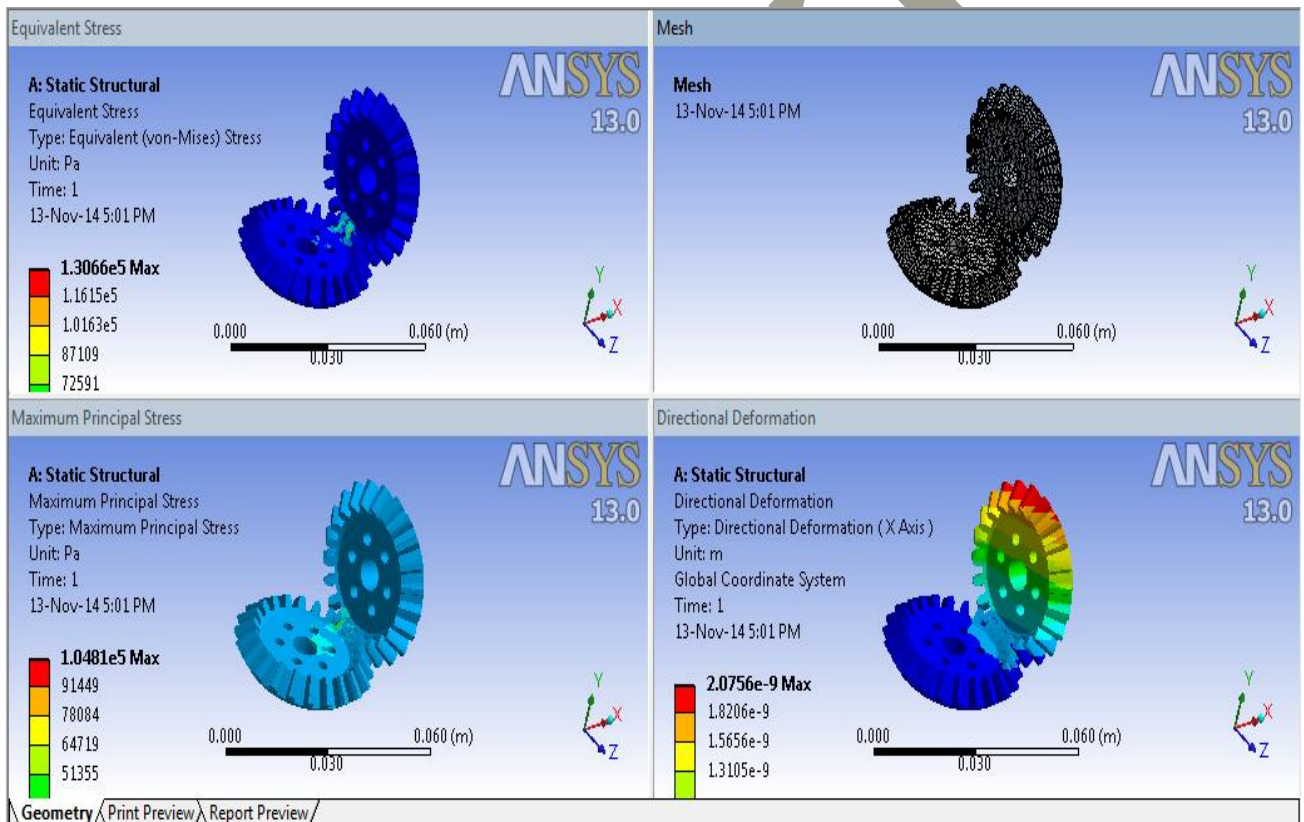 Equivalent Stress
ANSYS
13.0
A: Static Structural
Equivalent Stress
Type: Equivalent (von-Mises) Stress
Unit: Pa
Time: 1
13-Nov-14 5:01 PM
1.3066e5 Max
1.1615e5
1.0163e5
87109
72591
0.000
0.060 (m)
0.030
Y
X
Z
Mesh
ANSYS
13.0
Mesh
13-Nov-14 5:01 PM
0.000
0.060 (m)
0.030
Y
X
Z
Maximum Principal Stress
ANSYS
13.0
A: Static Structural
Maximum Principal Stress
Type: Maximum Principal Stress
Unit: Pa
Time: 1
13-Nov-14 5:01 PM
1.0481e5 Max
91449
78084
64719
51355
0.000
0.060 (m)
0.030
Y
X
Z
Directional Deformation
ANSYS
13.0
A: Static Structural
Directional Deformation
Type: Directional Deformation ( X Axis )
Unit: m
Global Coordinate System
Time: 1
13-Nov-14 5:01 PM
2.0756e-9 Max
1.8206e-9
1.5656e-9
1.3105e-9
0.000
0.060 (m)
0.030
Y
X
Z
Geometry Print Preview Report Preview